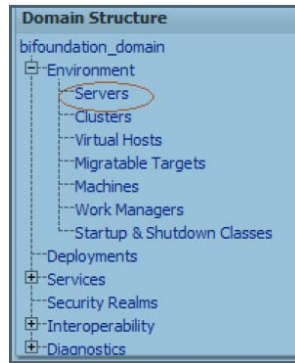 Domain Structure
bifoundation_domain
Environment
Servers
Clusters
Virtual Hosts
Migratable Targets
Machines
Work Managers
Startup & Shutdown Classes
Deployments
Services
Security Realms
Interoperability
Diagnostics